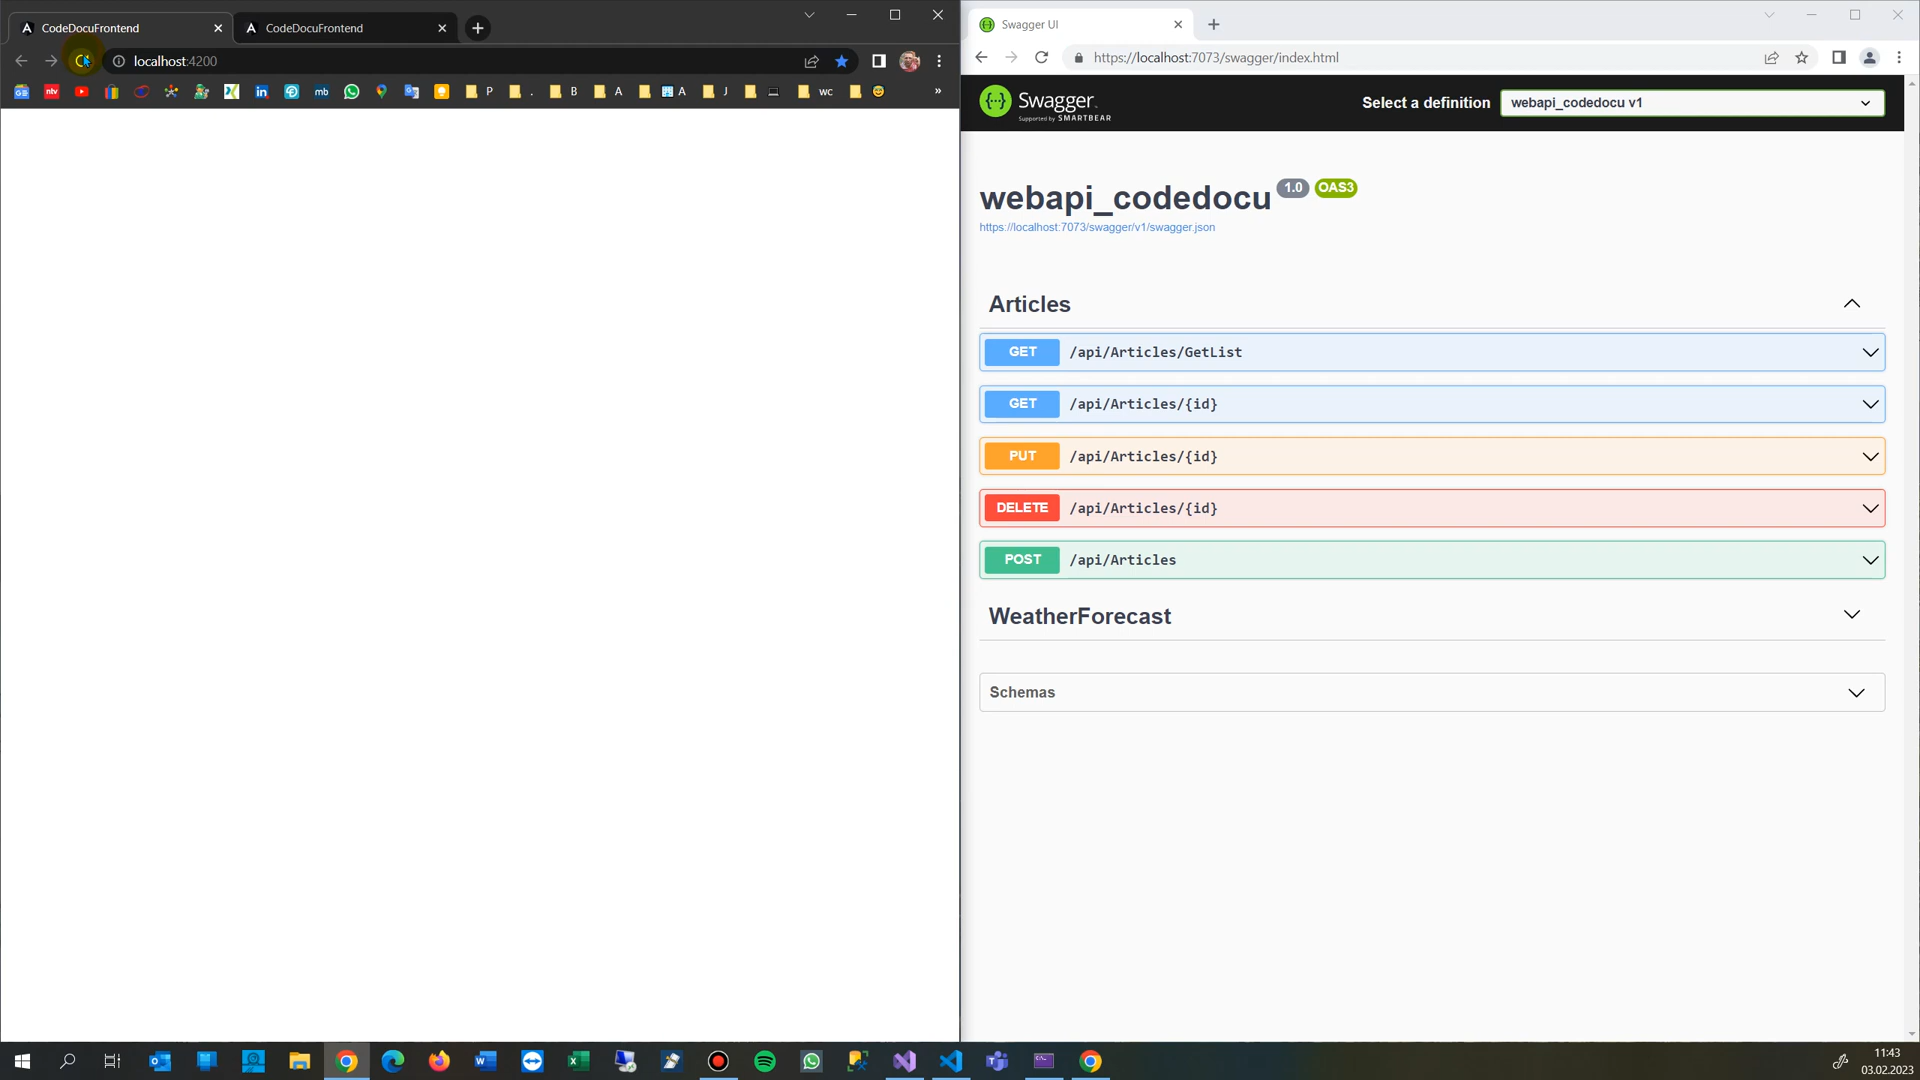 CodeDocuFrontend
CodeDocuFrontend
localhost:4200
ntv
mb
P
.
B
A
A
J
wc
»
Swagger UI
https://localhost:7073/swagger/index.html
Swagger
Supported by SMARTBEAR
Select a definition
webapi_codedocu v1
webapi_codedocu 1.0 OAS3
https://localhost:7073/swagger/v1/swagger.json
Articles
GET /api/Articles/GetList
GET /api/Articles/{id}
PUT /api/Articles/{id}
DELETE /api/Articles/{id}
POST /api/Articles
WeatherForecast
Schemas
11:43
03.02.2023